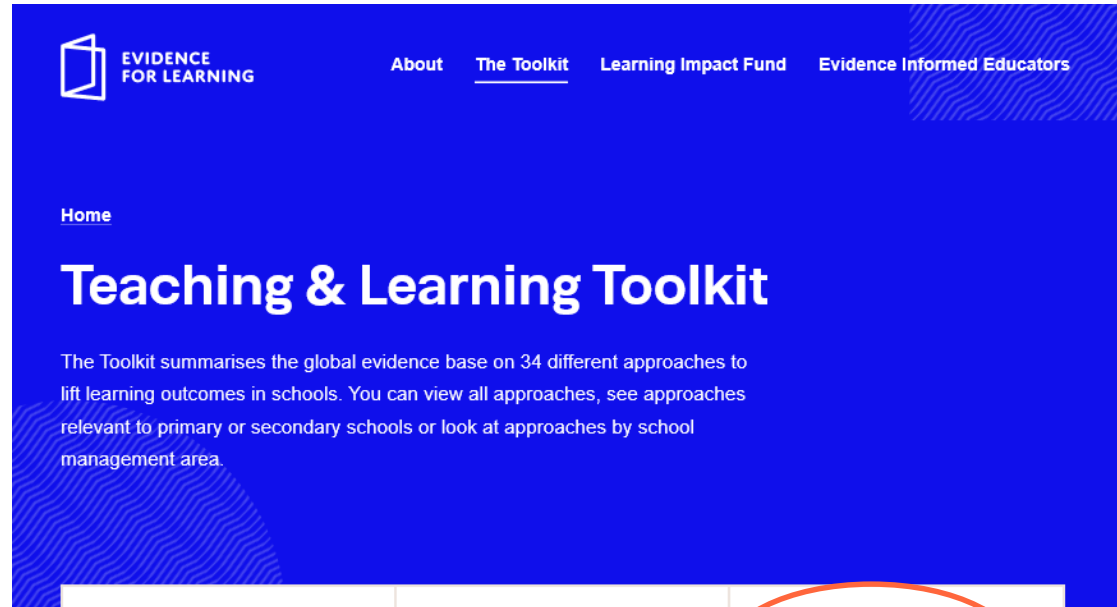 EVIDENCE
FOR LEARNING
About The Toolkit Learning Impact Fund Evidence Informed Educators
Home
Teaching & Learning Toolkit
The Toolkit summarises the global evidence base on 34 different approaches to
lift learning outcomes in schools. You can view all approaches, see approaches
relevant to primary or secondary schools or look at approaches by school
management area.